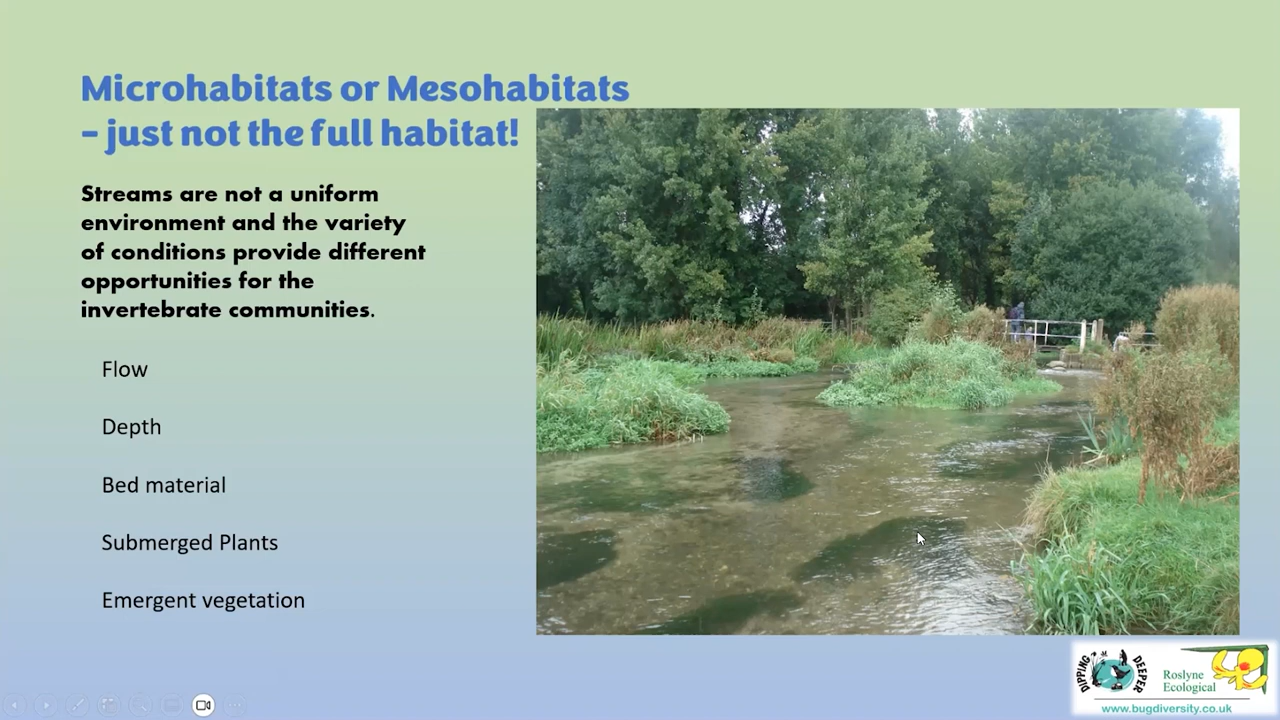 Microhabitats or Mesohabitats
– just not the full habitat!
Streams are not a uniform
environment and the variety
of conditions provide different
opportunities for the
invertebrate communities.
Flow
Depth
Bed material
Submerged Plants
Emergent vegetation
DIPPING DEEPER
Roslyne
Ecological
www.bugdiversity.co.uk